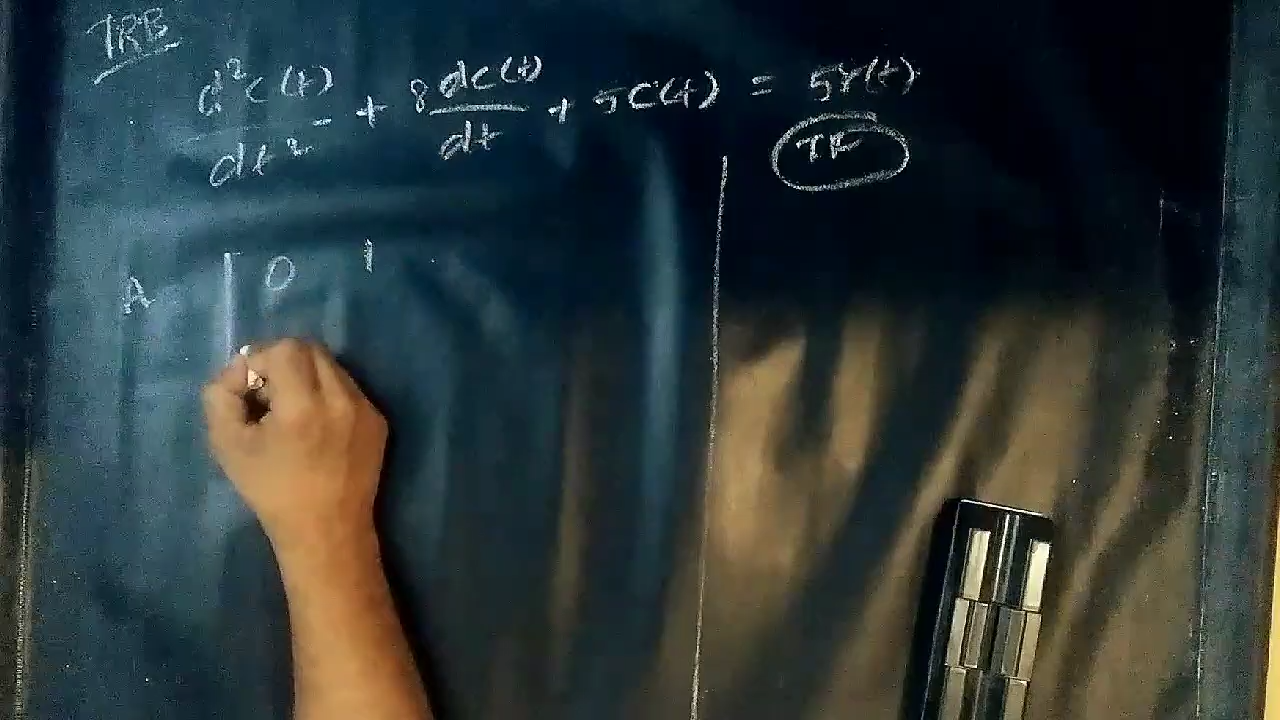 TRB
d²c(t)/dt² + 8 dc(t)/dt + 5c(t) = 5r(t)
TF
A 0 1